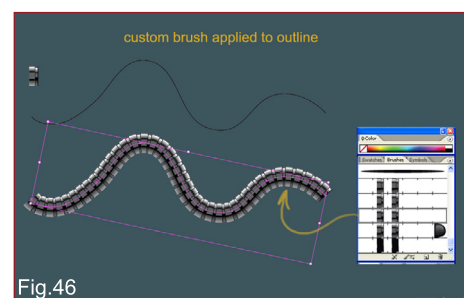 custom brush applied to outline
Color
Swatches Brushes Symbols
Fig.46